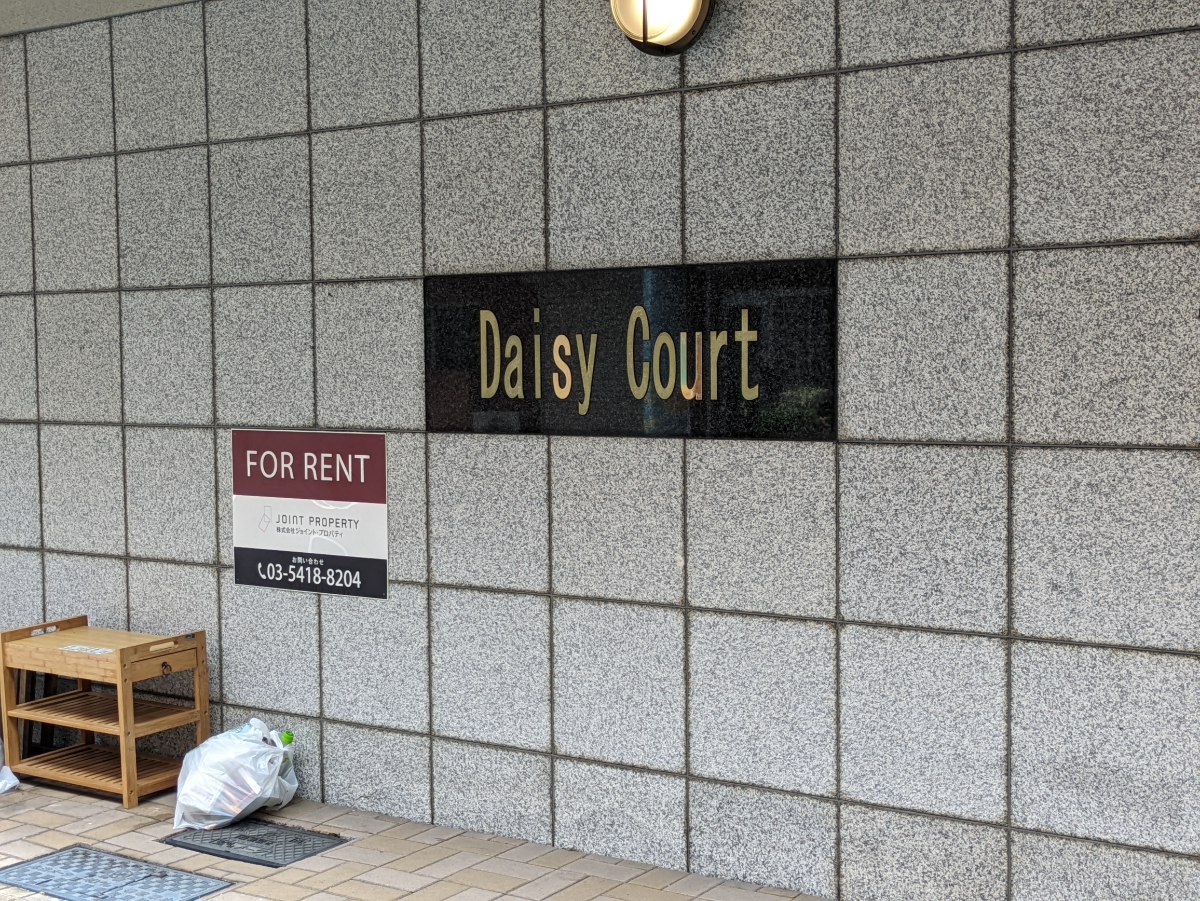 Daisy Court
FOR RENT
JOINT PROPERTY
株式会社ジョイント・プロパティ
お問い合わせ
03-5418-8204